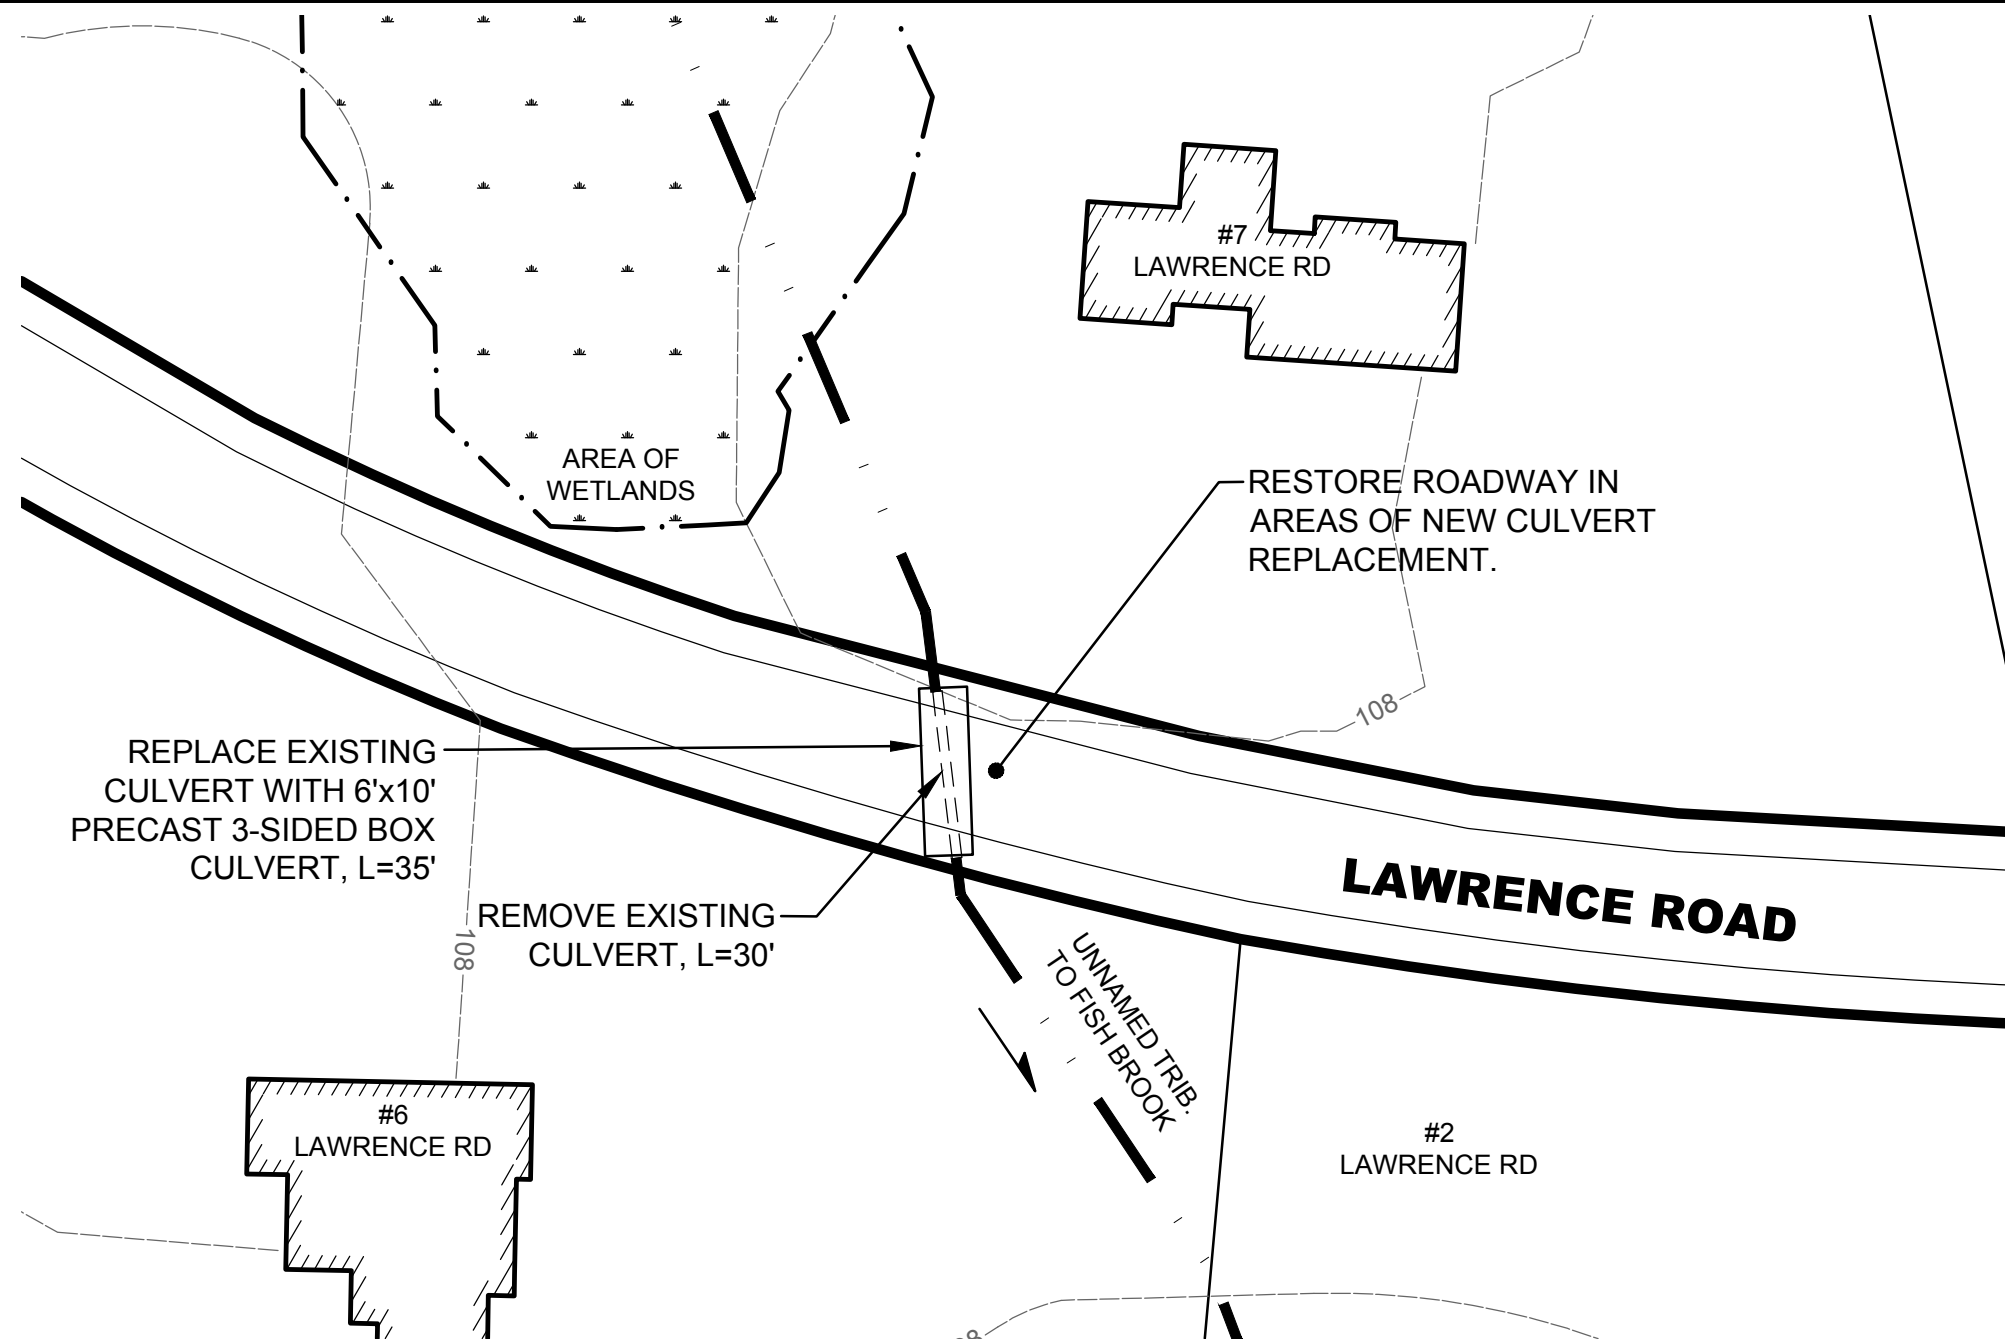 #7
LAWRENCE RD
AREA OF
WETLANDS
RESTORE ROADWAY IN
AREAS OF NEW CULVERT
REPLACEMENT.
108
REPLACE EXISTING
CULVERT WITH 6'x10'
PRECAST 3-SIDED BOX
CULVERT, L=35'
LAWRENCE ROAD
REMOVE EXISTING
CULVERT, L=30'
108
UNNAMED TRIB.
TO FISH BROOK
#6
LAWRENCE RD
#2
LAWRENCE RD